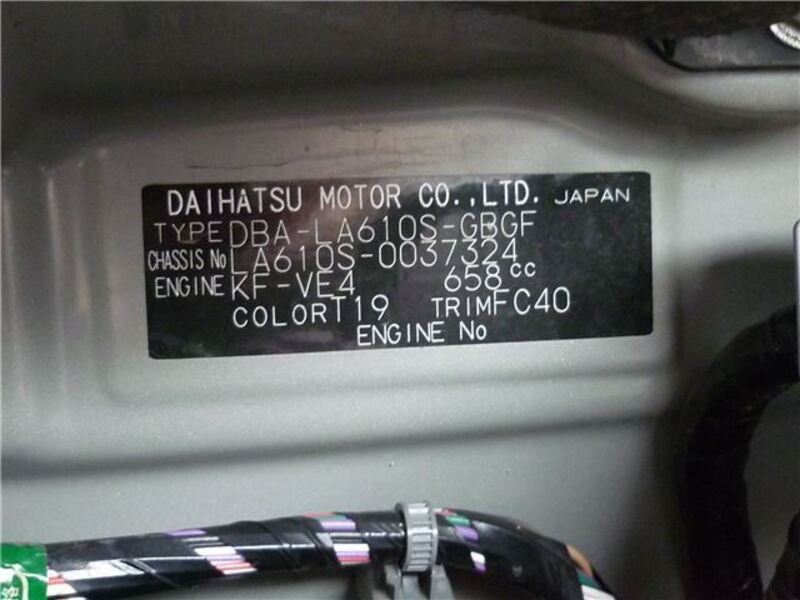 DAIHATSU MOTOR CO.,LTD. JAPAN
TYPE DBA-LA610S-GBGF
CHASSIS No LA610S-0037324
ENGINE KF-VE4 658cc
COLOR T19 TRIM FC40
ENGINE No